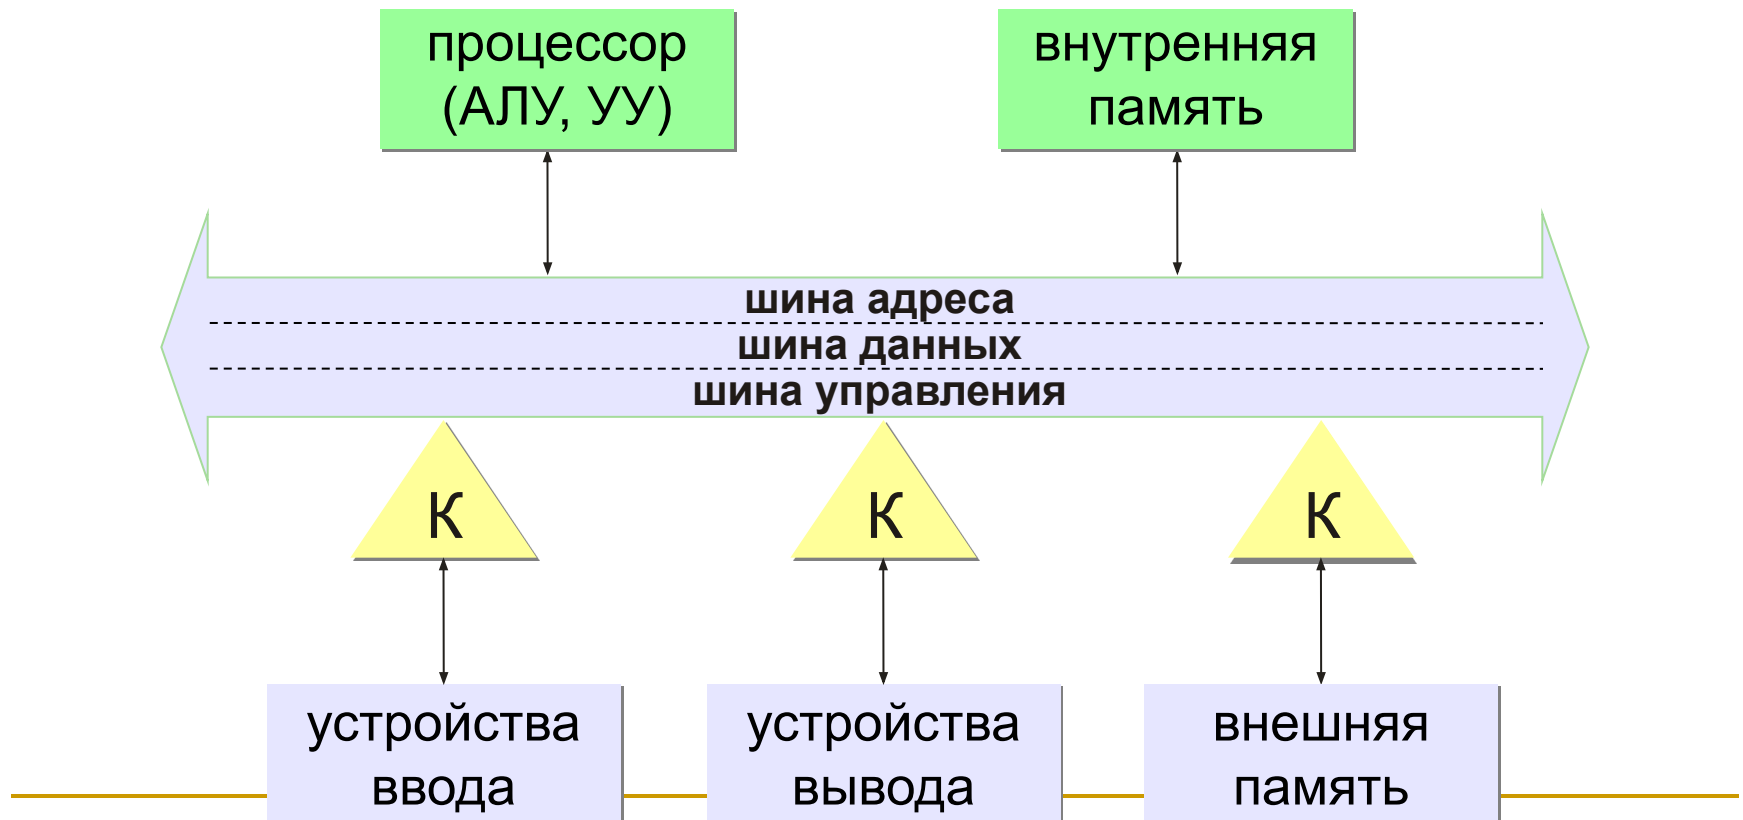 процессор
(АЛУ, УУ)
внутренняя
память
шина адреса
шина данных
шина управления
К
К
К
устройства
ввода
устройства
вывода
внешняя
память